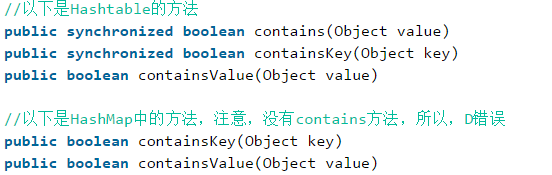 //以下是Hashtable的方法
public synchronized boolean contains(Object value)
public synchronized boolean containsKey(Object key)
public boolean containsValue(Object value)
//以下是HashMap中的方法，注意，没有contains方法，所以，D错误
public boolean containsKey(Object key)
public boolean containsValue(Object value)